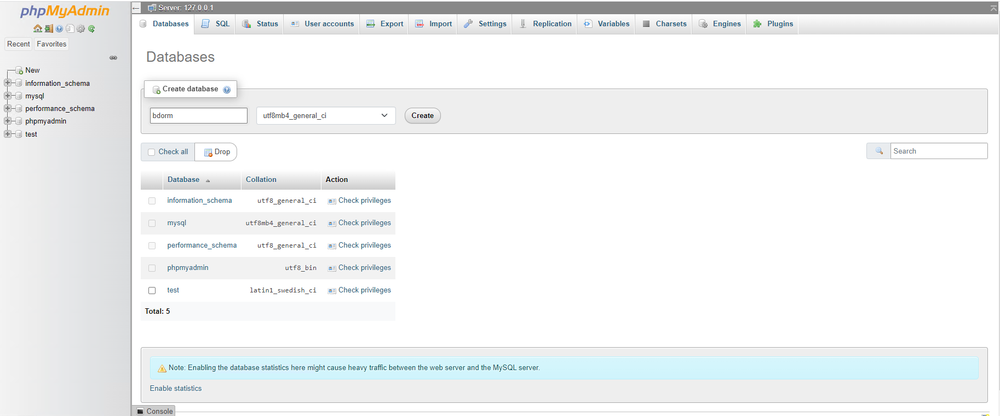 phpMyAdmin
Recent Favorites
New
information_schema
mysql
performance_schema
phpmyadmin
test
Server: 127.0.0.1
Databases SQL Status User accounts Export Import Settings Replication Variables Charsets Engines Plugins
Databases
Create database
bdorm utf8mb4_general_ci Create
Check all Drop Search
Database Collation Action
information_schema utf8_general_ci Check privileges
mysql utf8mb4_general_ci Check privileges
performance_schema utf8_general_ci Check privileges
phpmyadmin utf8_bin Check privileges
test latin1_swedish_ci Check privileges
Total: 5
Note: Enabling the database statistics here might cause heavy traffic between the web server and the MySQL server.
Enable statistics
Console